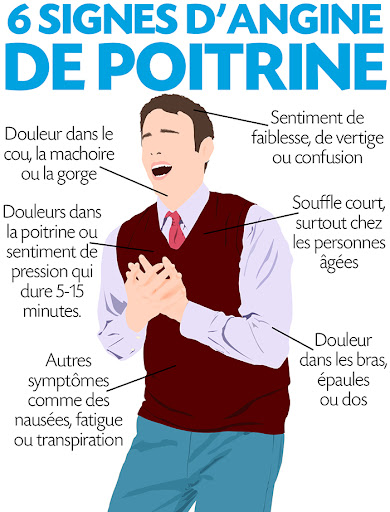 6 SIGNES D'ANGINE
DE POITRINE
Douleur dans le
cou, la machoire
ou la gorge
Sentiment de
faiblesse, de vertige
ou confusion
Douleurs dans
la poitrine ou
sentiment de
pression qui
dure 5-15
minutes.
Souffle court,
surtout chez
les personnes
âgées
Autres
symptômes
comme des
nausées, fatigue
ou transpiration
Douleur
dans les bras,
épaules
ou dos